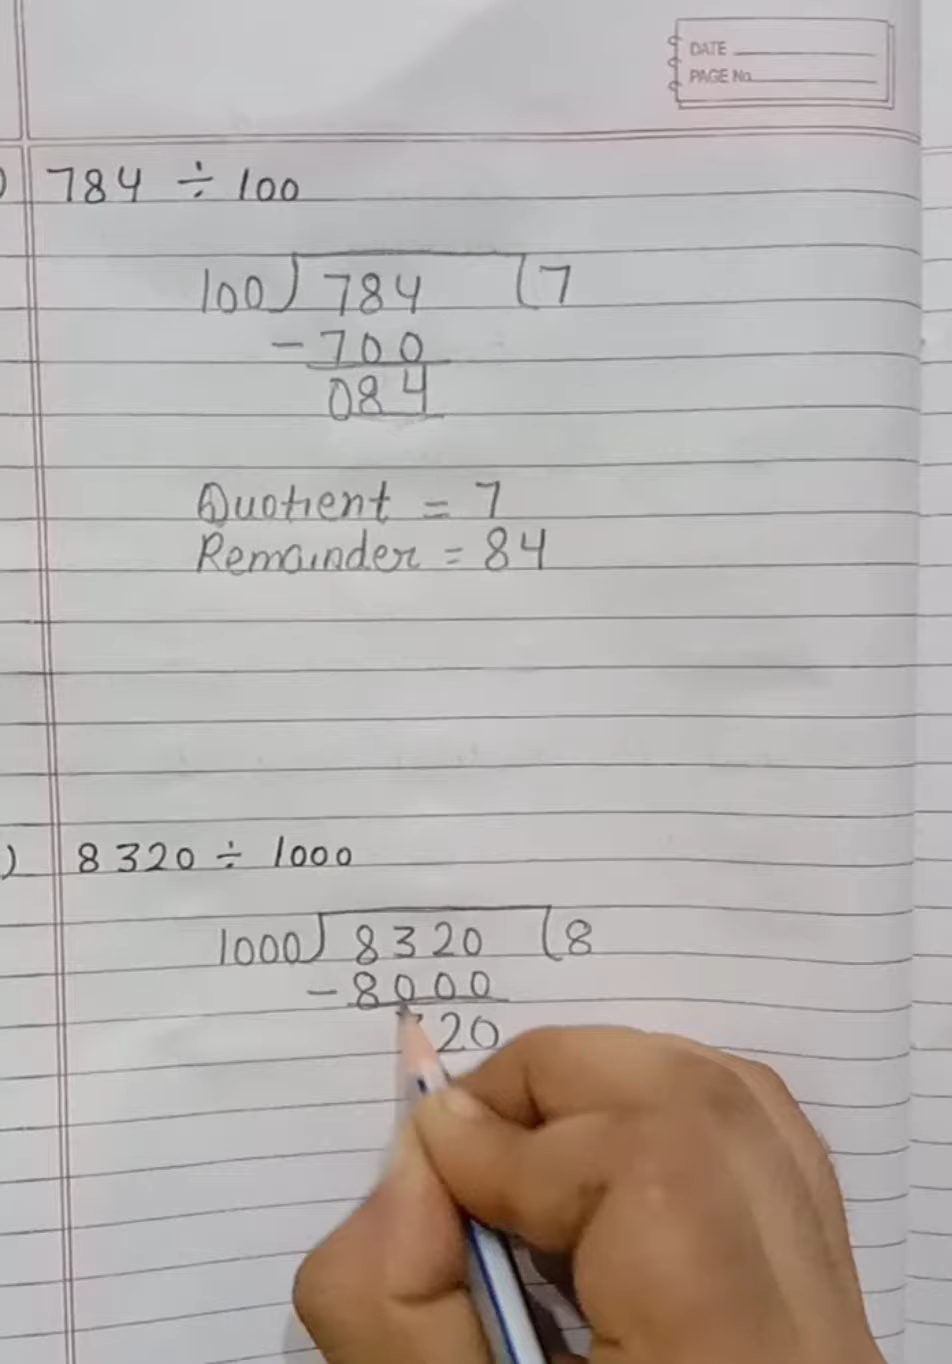 DATE
PAGE No.
) 784 ÷ 100
100) 784 (7
- 700
084
Quotient = 7
Remainder = 84
) 8320 ÷ 1000
1000) 8320 (8
- 8000
20